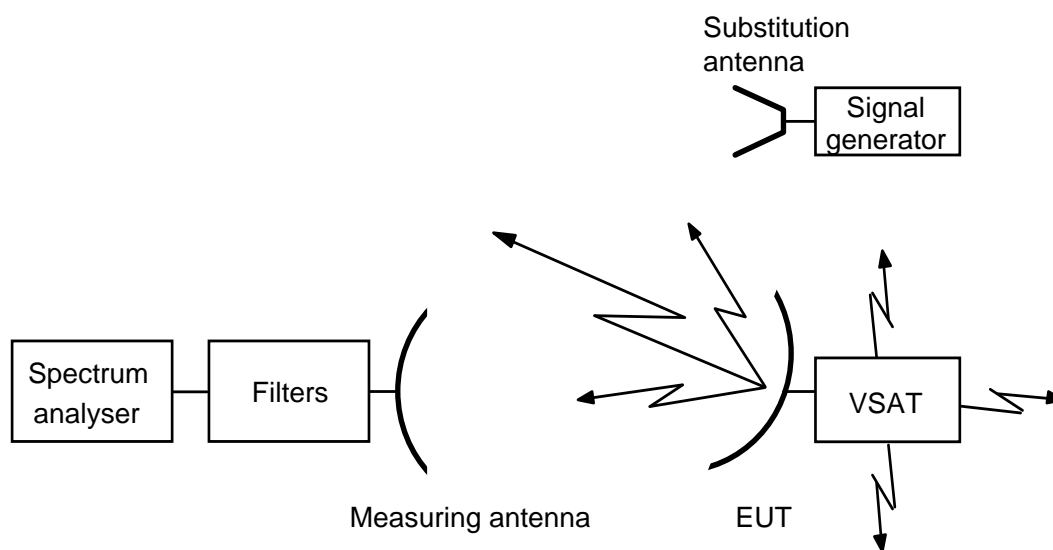 Substitution
antenna
Signal
generator
Spectrum
analyser
Filters
VSAT
Measuring antenna
EUT